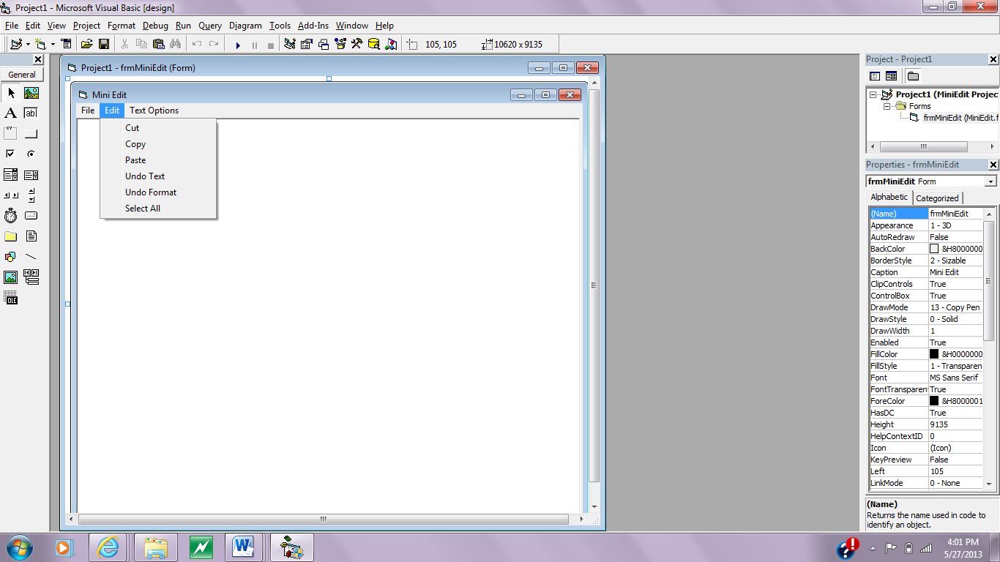 Project1 - Microsoft Visual Basic [design]
File Edit View Project Format Debug Run Query Diagram Tools Add-Ins Window Help
105, 105 10620 x 9135
General
A ab|
XY
OLE
Project1 - frmMiniEdit (Form)
Mini Edit
File Edit Text Options
Cut
Copy
Paste
Undo Text
Undo Format
Select All
Project - Project1
Project1 (MiniEdit Projec
Forms
frmMiniEdit (MiniEdit.f
Properties - frmMiniEdit
frmMiniEdit Form
Alphabetic Categorized
(Name) frmMiniEdit
Appearance 1 - 3D
AutoRedraw False
BackColor &H8000000
BorderStyle 2 - Sizable
Caption Mini Edit
ClipControls True
ControlBox True
DrawMode 13 - Copy Pen
DrawStyle 0 - Solid
DrawWidth 1
Enabled True
FillColor &H0000000
FillStyle 1 - Transparen
Font MS Sans Serif
FontTransparen True
ForeColor &H8000001
HasDC True
Height 9135
HelpContextID 0
Icon (Icon)
KeyPreview False
Left 105
LinkMode 0 - None
(Name)
Returns the name used in code to
identify an object.
4:01 PM
5/27/2013